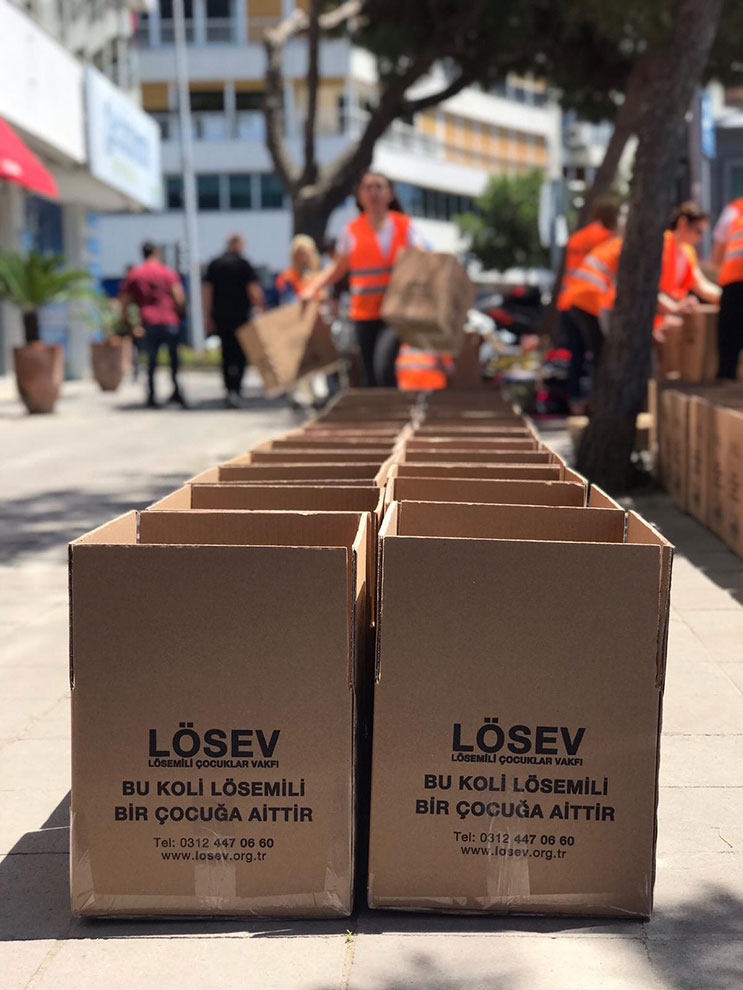 LÖSEV
LÖSEMİLİ ÇOCUKLAR VAKFI
BU KOLİ LÖSEMİLİ
BİR ÇOCUĞA AİTTİR
Tel: 0312 447 06 60
www.losev.org.tr
LÖSEV
LÖSEMİLİ ÇOCUKLAR VAKFI
BU KOLİ LÖSEMİLİ
BİR ÇOCUĞA AİTTİR
Tel: 0312 447 06 60
www.losev.org.tr